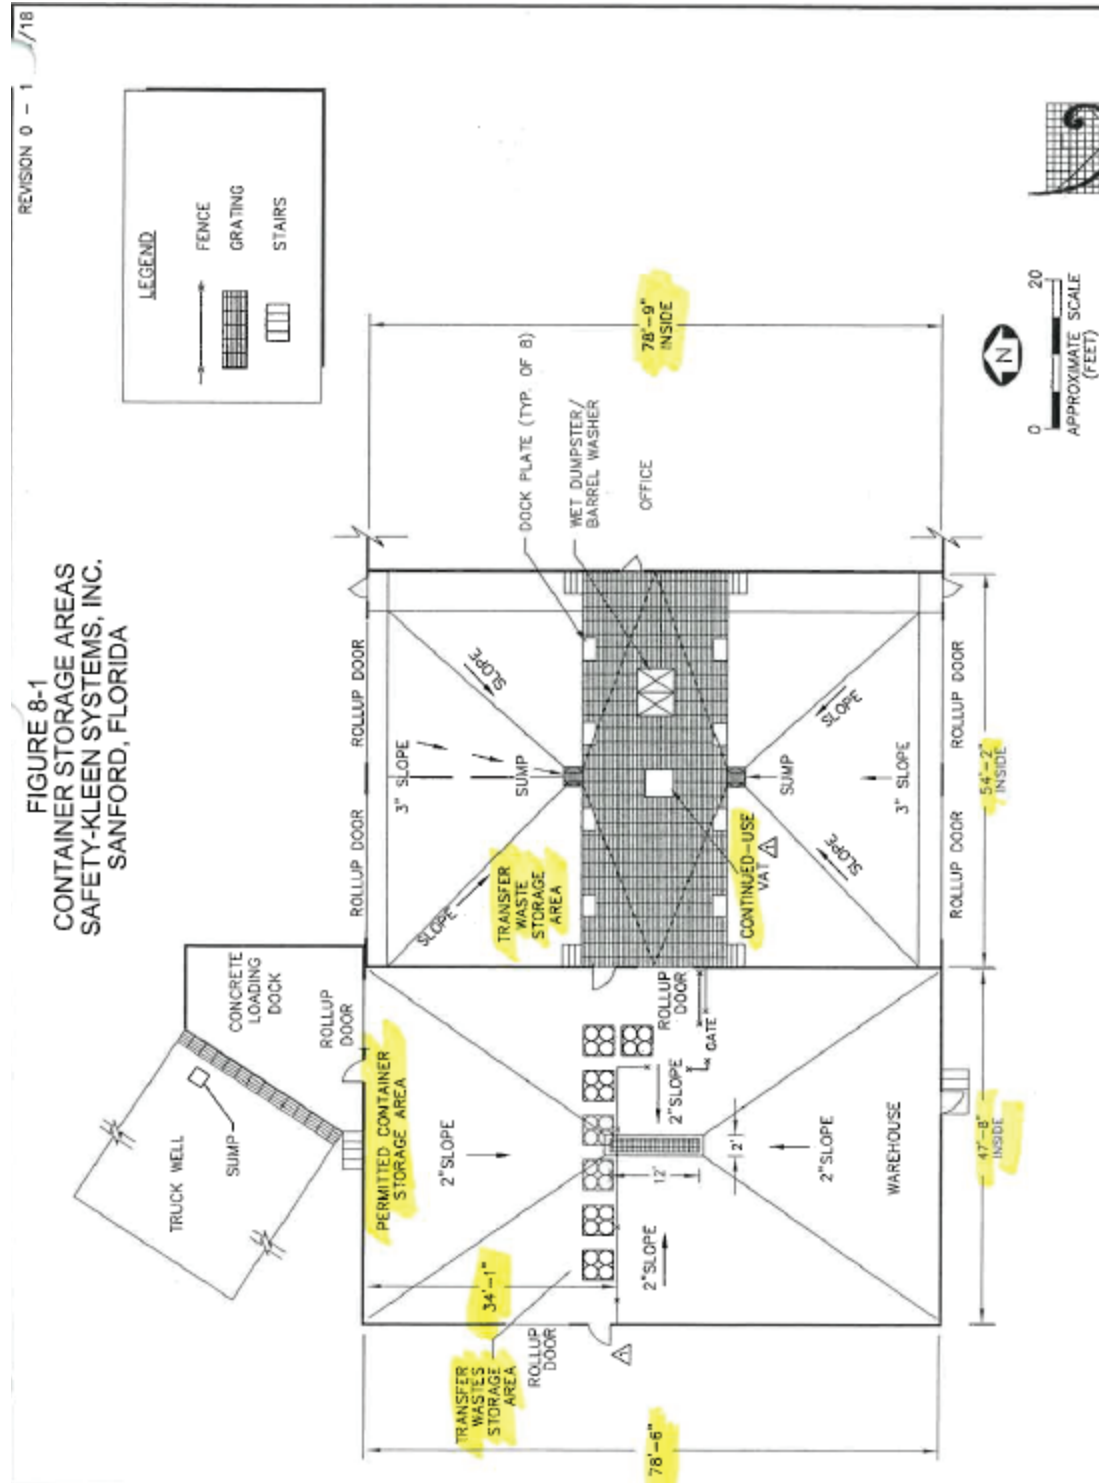 REVISION 0 - 1 /18
FIGURE 8-1
CONTAINER STORAGE AREAS
SAFETY-KLEEN SYSTEMS, INC.
SANFORD, FLORIDA
LEGEND
FENCE
GRATING
STAIRS
TRUCK WELL
SUMP
CONCRETE
LOADING
DOCK
ROLLUP
DOOR
ROLLUP DOOR
ROLLUP DOOR
PERMITTED CONTAINER
STORAGE AREA
2"SLOPE
3" SLOPE
SLOPE
SLOPE
SUMP
TRANSFER
WASTE
STORAGE
AREA
DOCK PLATE (TYP. OF 8)
WET DUMPSTER/
BARREL WASHER
OFFICE
78'-9"
INSIDE
34'-1"
TRANSFER
WASTES
STORAGE
AREA
ROLLUP
DOOR
1
78'-6"
2"SLOPE
12'
2'
2"SLOPE
ROLLUP
DOOR
GATE
CONTINUED-USE
VAT
1
SUMP
SLOPE
SLOPE
3" SLOPE
2"SLOPE
WAREHOUSE
ROLLUP DOOR
ROLLUP DOOR
47'-8"
INSIDE
54'-2"
INSIDE
N
0
20
APPROXIMATE SCALE
(FEET)